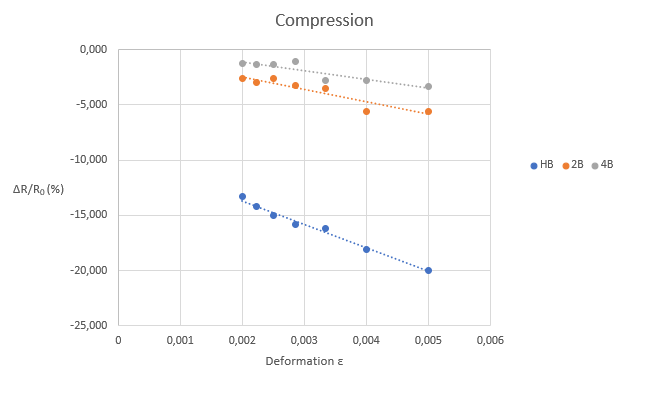 Compression
0,000
-5,000
-10,000
-15,000
-20,000
-25,000
ΔR/R₀ (%)
0 0,001 0,002 0,003 0,004 0,005 0,006
Deformation ε
HB 2B 4B